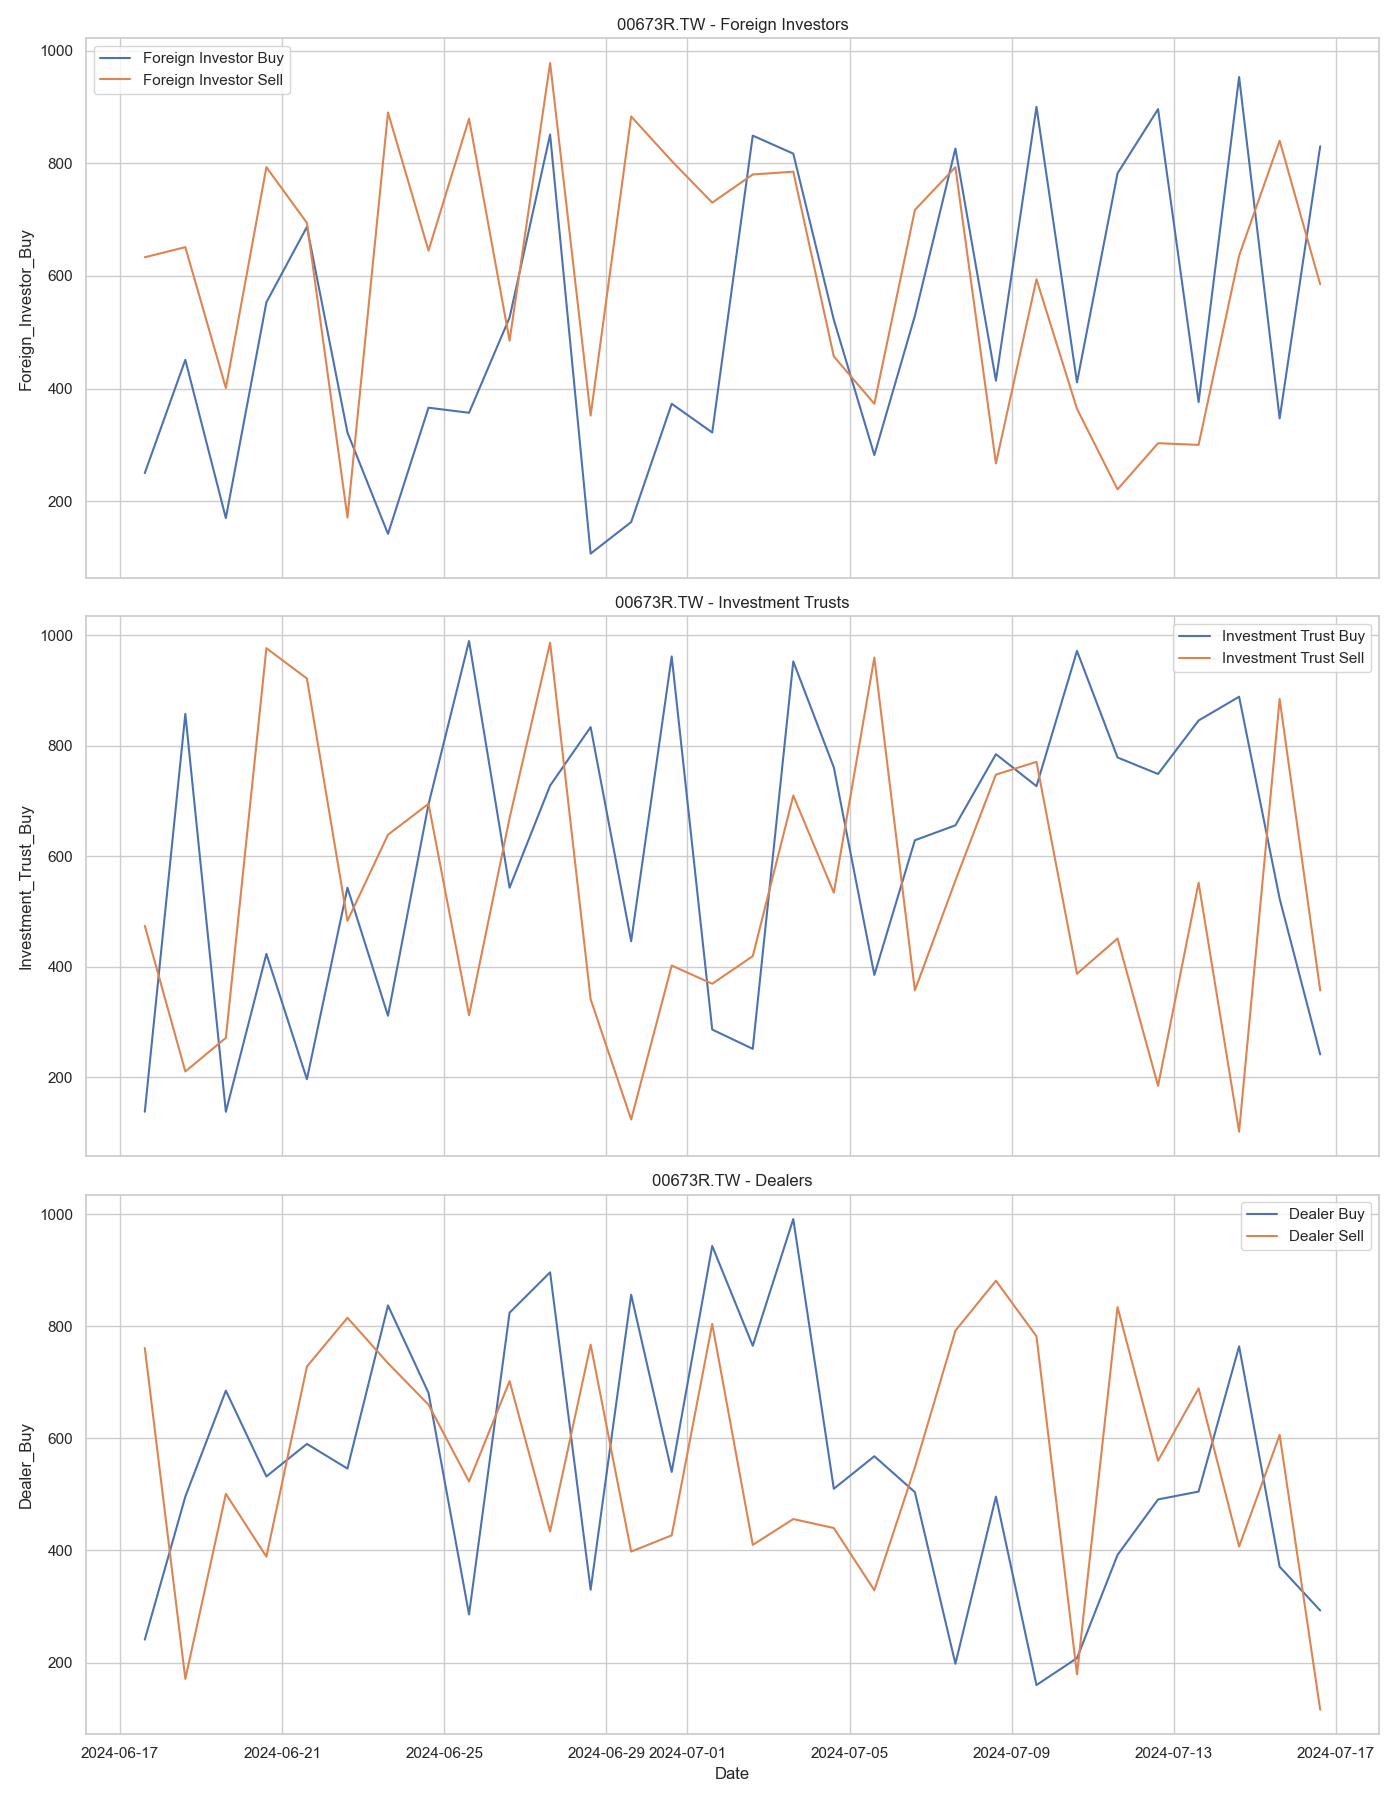 00673R.TW - Foreign Investors
Foreign Investor Buy
Foreign Investor Sell
Foreign_Investor_Buy
1000
800
600
400
200
00673R.TW - Investment Trusts
Investment Trust Buy
Investment Trust Sell
Investment_Trust_Buy
1000
800
600
400
200
00673R.TW - Dealers
Dealer Buy
Dealer Sell
Dealer_Buy
1000
800
600
400
200
2024-06-17 2024-06-21 2024-06-25 2024-06-29 2024-07-01 2024-07-05 2024-07-09 2024-07-13 2024-07-17
Date